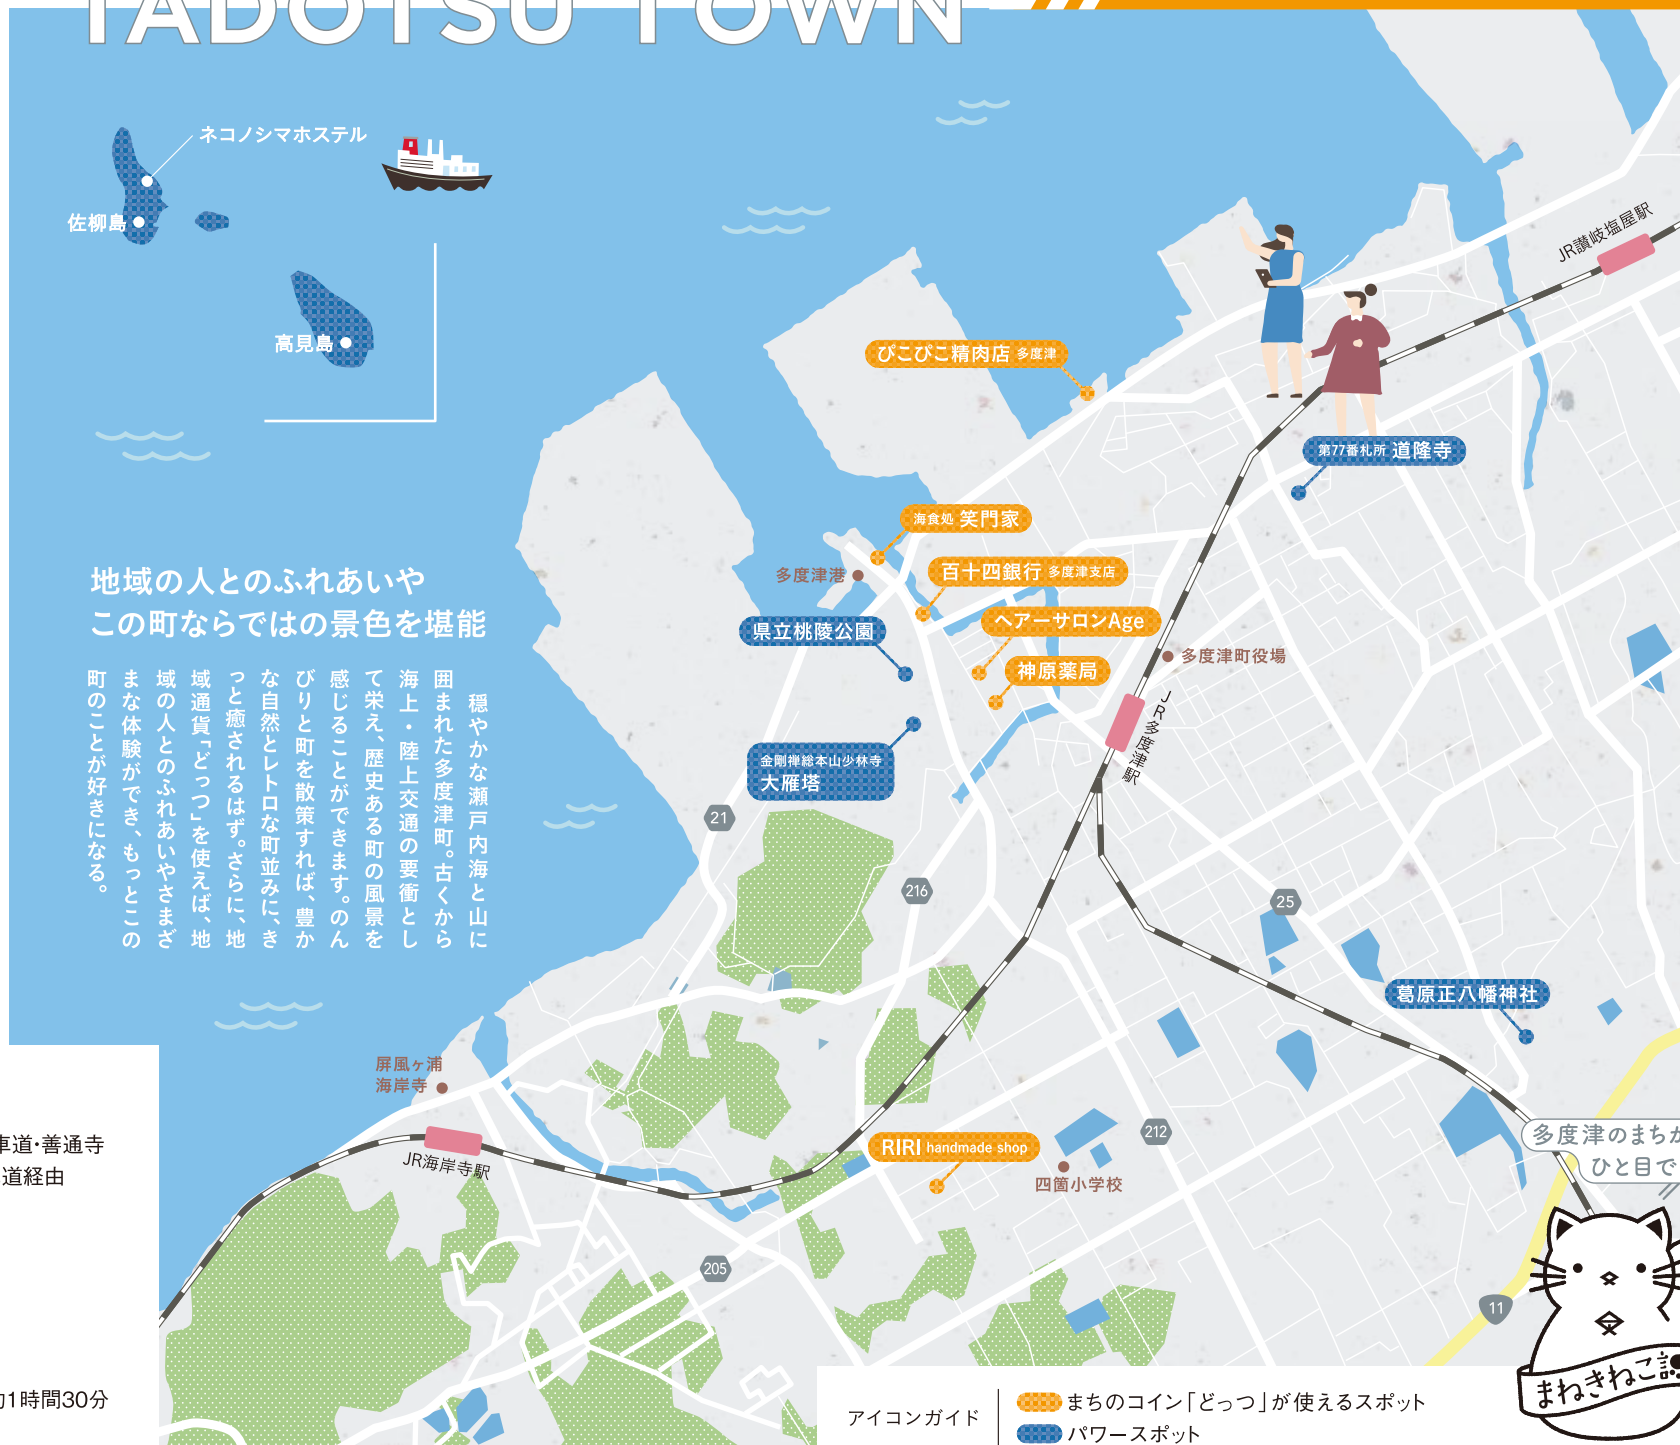 TADOTSU TOWN
ネコノシマホステル
佐柳島
高見島
JR讃岐塩屋駅
ぴこぴこ精肉店 多度津
第77番札所 道隆寺
海食処 笑門家
多度津港
百十四銀行 多度津支店
県立桃陵公園
ヘアーサロンAge
神原薬局
多度津町役場
JR多度津駅
金剛禅総本山少林寺
大雁塔
地域の人とのふれあいや
この町ならではの景色を堪能
穏やかな瀬戸内海と山に
囲まれた多度津町。古くから
海上・陸上交通の要衝とし
て栄え、歴史ある町の風景を
感じることができます。のん
びりと町を散策すれば、豊か
な自然とレトロな町並みに、き
っと癒されるはず。さらに、地
域通貨「どっつ」を使えば、地
域の人とのふれあいやさまざ
まな体験ができ、もっとこの
町のことが好きになる。
21
216
25
葛原正八幡神社
屏風ヶ浦
海岸寺
JR海岸寺駅
RIRI handmade shop
212
四箇小学校
205
11
多度津のまちが
ひと目で
まねきねこ課
車道・善通寺
道経由
約1時間30分
アイコンガイド
まちのコイン「どっつ」が使えるスポット
パワースポット